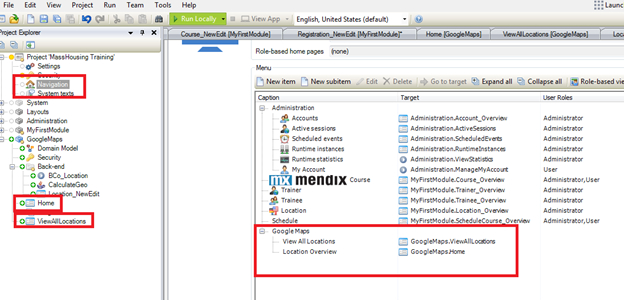 File Edit View Project Run Team Tools Help
Launc
Run Locally View App English, United States (default)
Project Explorer
Course_NewEdit [MyFirstModule] Registration_NewEdit [MyFirstModule]* Home [GoogleMaps] ViewAllLocations [GoogleMaps] Loca
Role-based home pages (none)
Menu
New item New subitem Edit Delete Go to target Expand all Collapse all Role-based view
Caption Target User Roles
Project 'MassHousing Training'
Settings
Security
Navigation
System texts
System
Layouts
Administration
MyFirstModule
GoogleMaps
Domain Model
Security
Back-end
BCo_Location
CalculateGeo
Location_NewEdit
Home
ViewAllLocations
Administration
Accounts Administration.Account_Overview Administrator
Active sessions Administration.ActiveSessions Administrator
Scheduled events Administration.ScheduledEvents Administrator
Runtime instances Administration.RuntimeInstances Administrator
Runtime statistics Administration.ViewStatistics Administrator
My Account Administration.ManageMyAccount Administrator
mx mendix Course MyFirstModule.Course_Overview Administrator,User
Trainer MyFirstModule.Trainer_Overview Administrator
Trainee MyFirstModule.Trainee_Overview Administrator
Location MyFirstModule.Location_Overview Administrator
Schedule MyFirstModule.ScheduleCourse_Overview Administrator,User
Google Maps
View All Locations GoogleMaps.ViewAllLocations
Location Overview GoogleMaps.Home